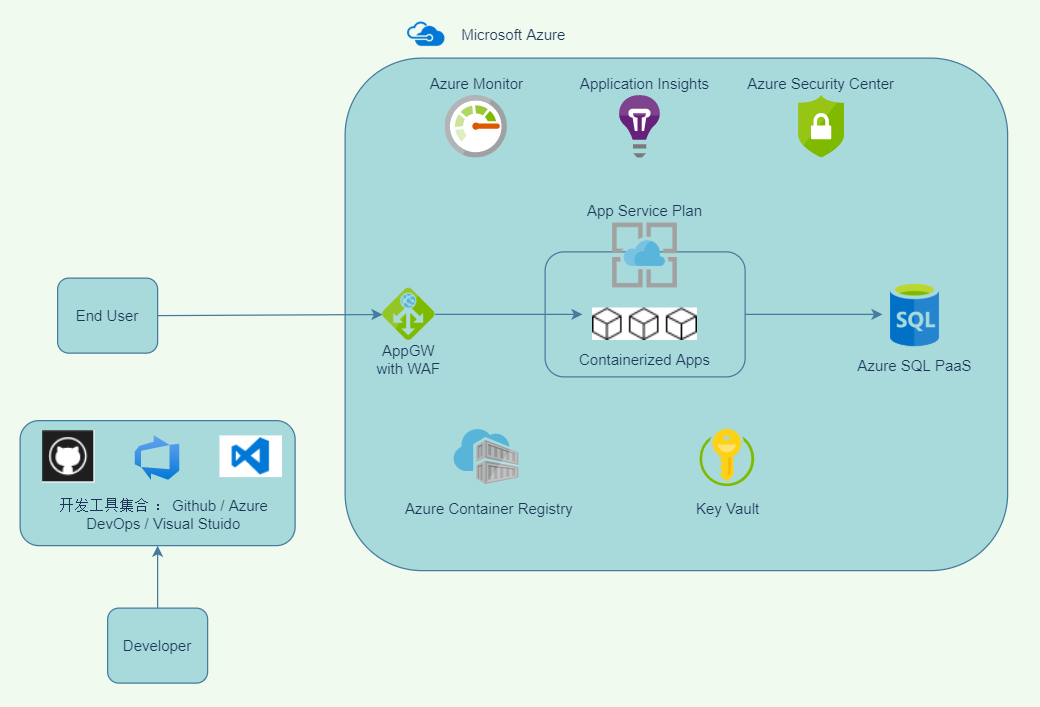 Microsoft Azure
Azure Monitor
Application Insights
Azure Security Center
App Service Plan
End User
AppGW
with WAF
Containerized Apps
SQL
Azure SQL PaaS
开发工具集合 ： Github / Azure
DevOps / Visual Stuido
Azure Container Registry
Key Vault
Developer